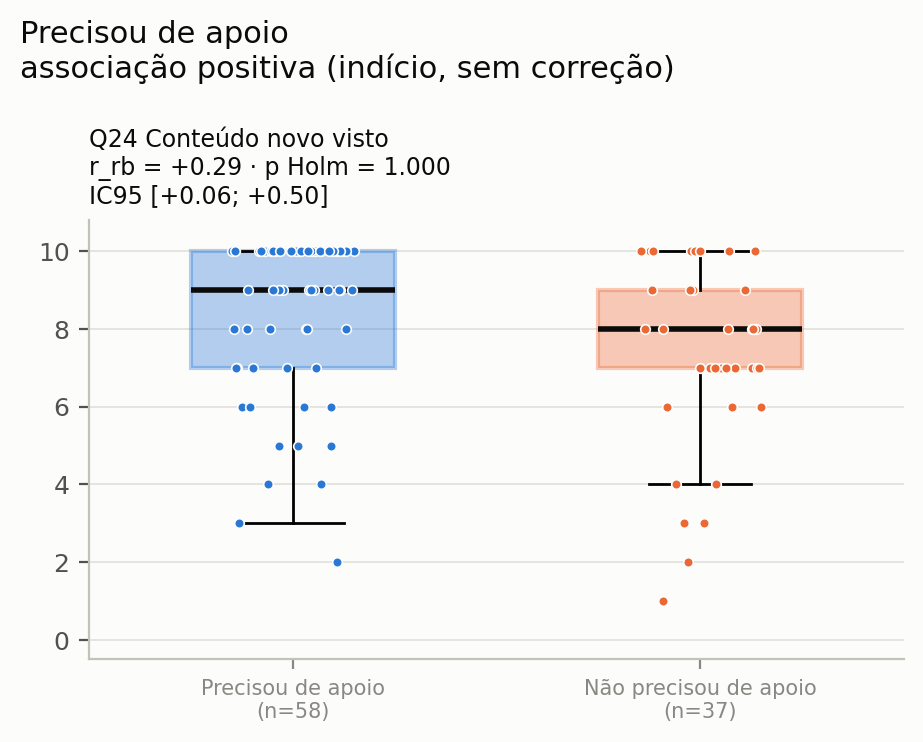 Precisou de apoio
associação positiva (indício, sem correção)
Q24 Conteúdo novo visto
r_rb = +0.29 · p Holm = 1.000
IC95 [+0.06; +0.50]
10
8
6
4
2
0
Precisou de apoio
(n=58)
Não precisou de apoio
(n=37)